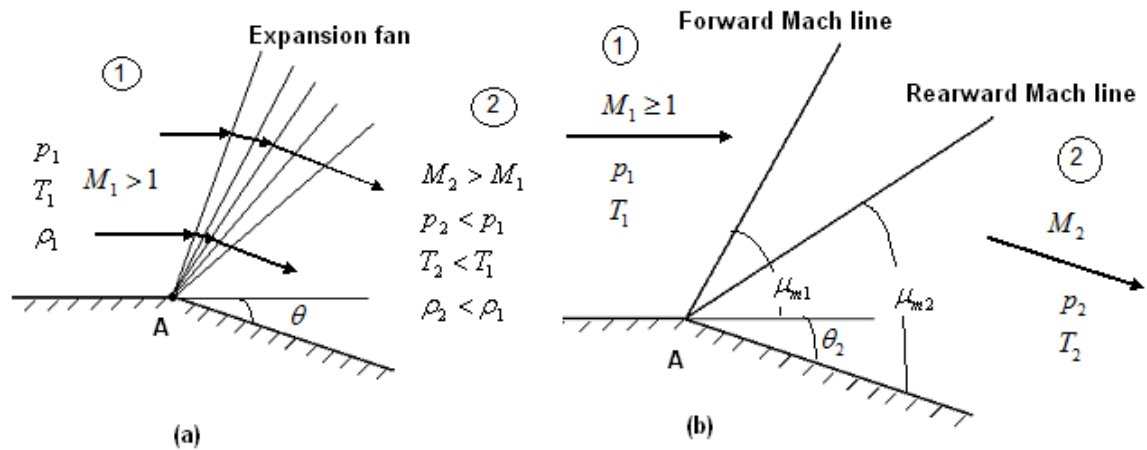 Expansion fan
1
2
p₁
T₁
ρ₁
M₁ > 1
M₂ > M₁
p₂ < p₁
T₂ < T₁
ρ₂ < ρ₁
A
θ
(a)
Forward Mach line
1
M₁ ≥ 1
Rearward Mach line
p₁
T₁
2
M₂
p₂
T₂
μₘ₁
μₘ₂
θ₂
A
(b)